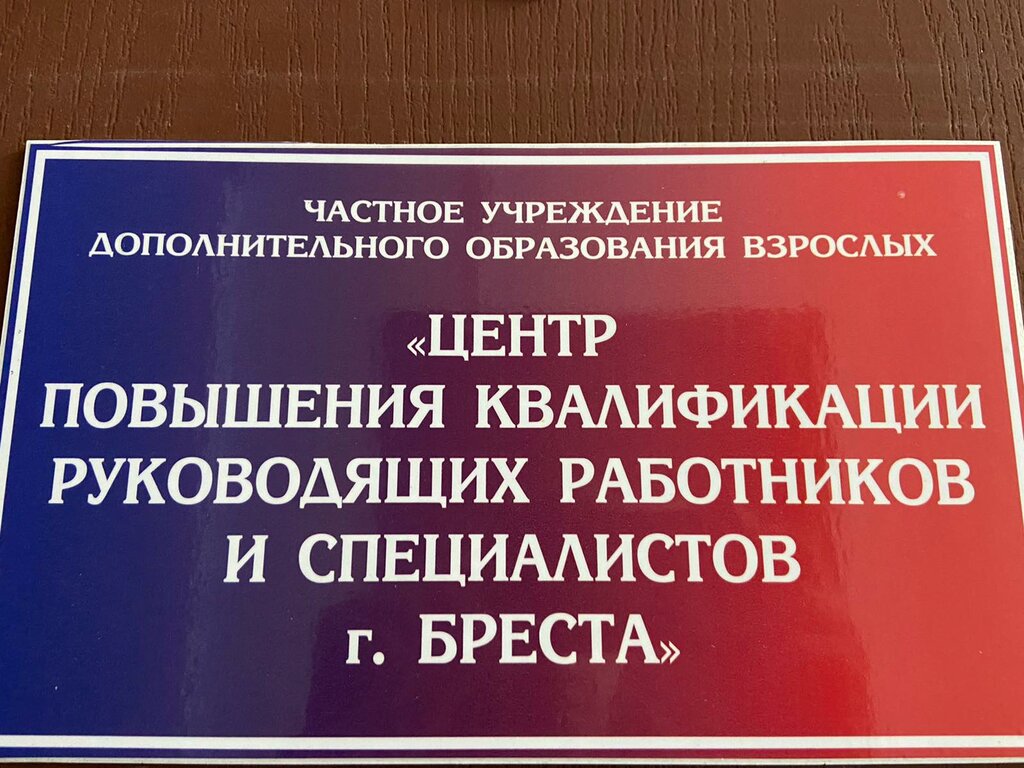 ЧАСТНОЕ УЧРЕЖДЕНИЕ
ДОПОЛНИТЕЛЬНОГО ОБРАЗОВАНИЯ ВЗРОСЛЫХ
«ЦЕНТР
ПОВЫШЕНИЯ КВАЛИФИКАЦИИ
РУКОВОДЯЩИХ РАБОТНИКОВ
И СПЕЦИАЛИСТОВ
г. БРЕСТА»